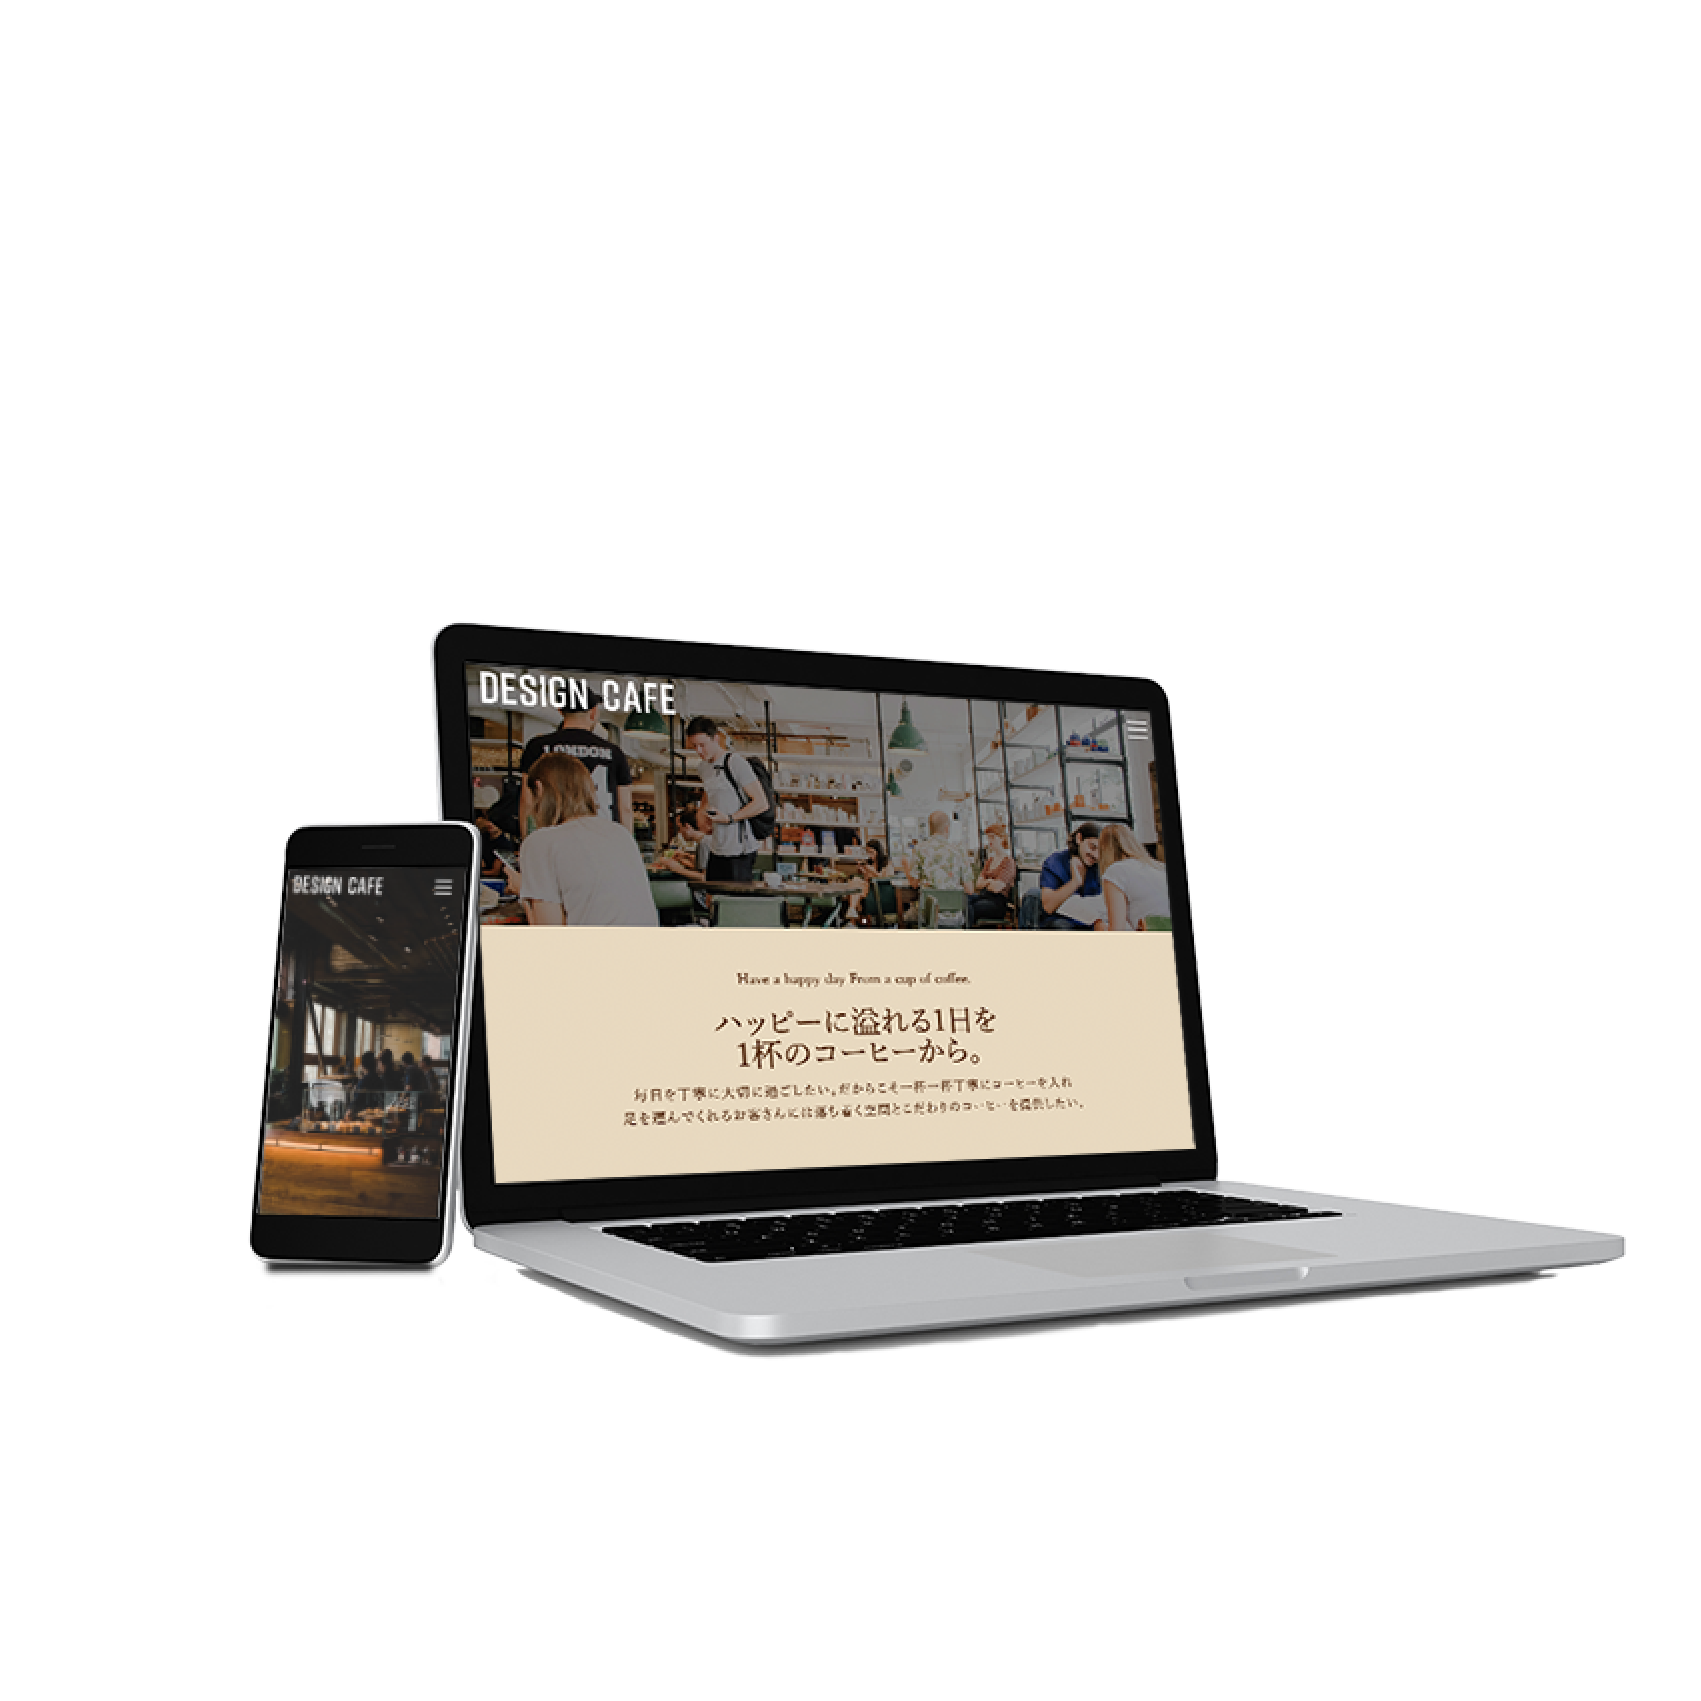 DESIGN CAFE
LONDON
Have a happy day From a cup of coffee.
ハッピーに溢れる1日を
1杯のコーヒーから。
毎日を丁寧に大切に過ごしたい。だからこそ一杯一杯丁寧にコーヒーを入れ
足を運んでくれるお客さんには落ち着く空間とこだわりのコーヒーを提供したい。
DESIGN CAFE